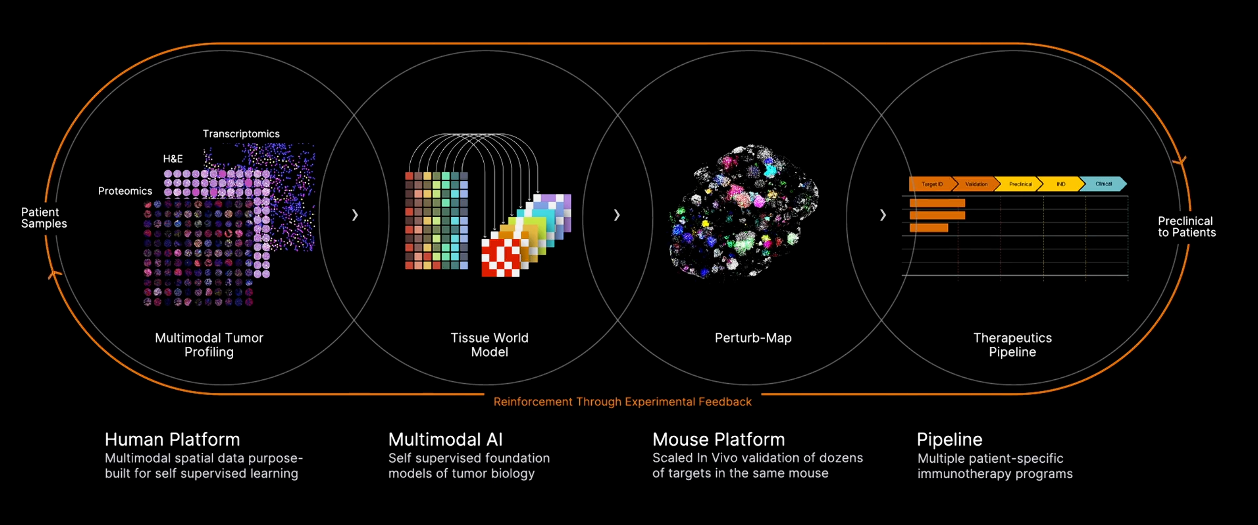 Transcriptomics
H&E
Proteomics
Patient
Samples
Target ID
Validation
Preclinical
IND
Clinical
Preclinical
to Patients
Multimodal Tumor
Profiling
Tissue World
Model
Perturb-Map
Therapeutics
Pipeline
Reinforcement Through Experimental Feedback
Human Platform
Multimodal spatial data purpose-
built for self supervised learning
Multimodal AI
Self supervised foundation
models of tumor biology
Mouse Platform
Scaled In Vivo validation of dozens
of targets in the same mouse
Pipeline
Multiple patient-specific
immunotherapy programs